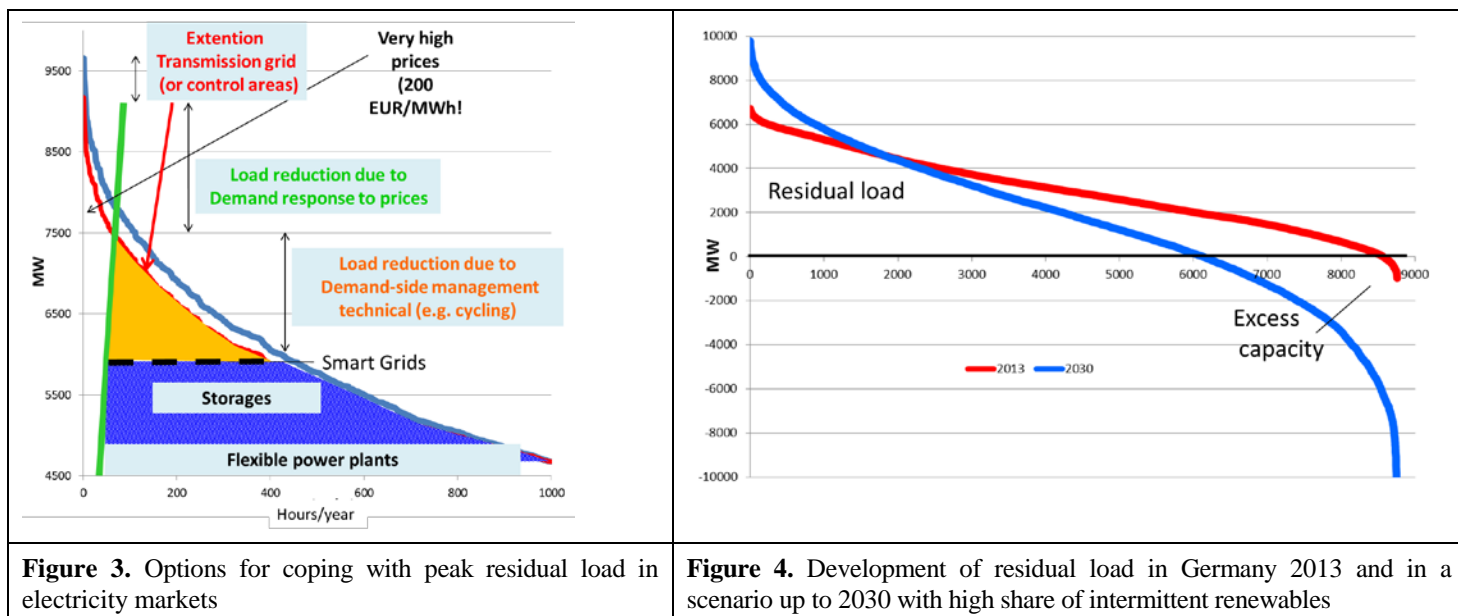 Extention
Transmission grid
(or control areas)
Very high
prices
(200
EUR/MWh!
Load reduction due to
Demand response to prices
Load reduction due to
Demand-side management
technical (e.g. cycling)
Smart Grids
Storages
Flexible power plants
MW
9500
8500
7500
6500
5500
4500
0
200
400
600
800
1000
Hours/year
Figure 3. Options for coping with peak residual load in
electricity markets
10000
8000
6000
4000
2000
0
-2000
-4000
-6000
-8000
-10000
MW
0
1000
2000
3000
4000
5000
6000
7000
8000
9000
Residual load
Excess
capacity
2013
2030
Figure 4. Development of residual load in Germany 2013 and in a
scenario up to 2030 with high share of intermittent renewables